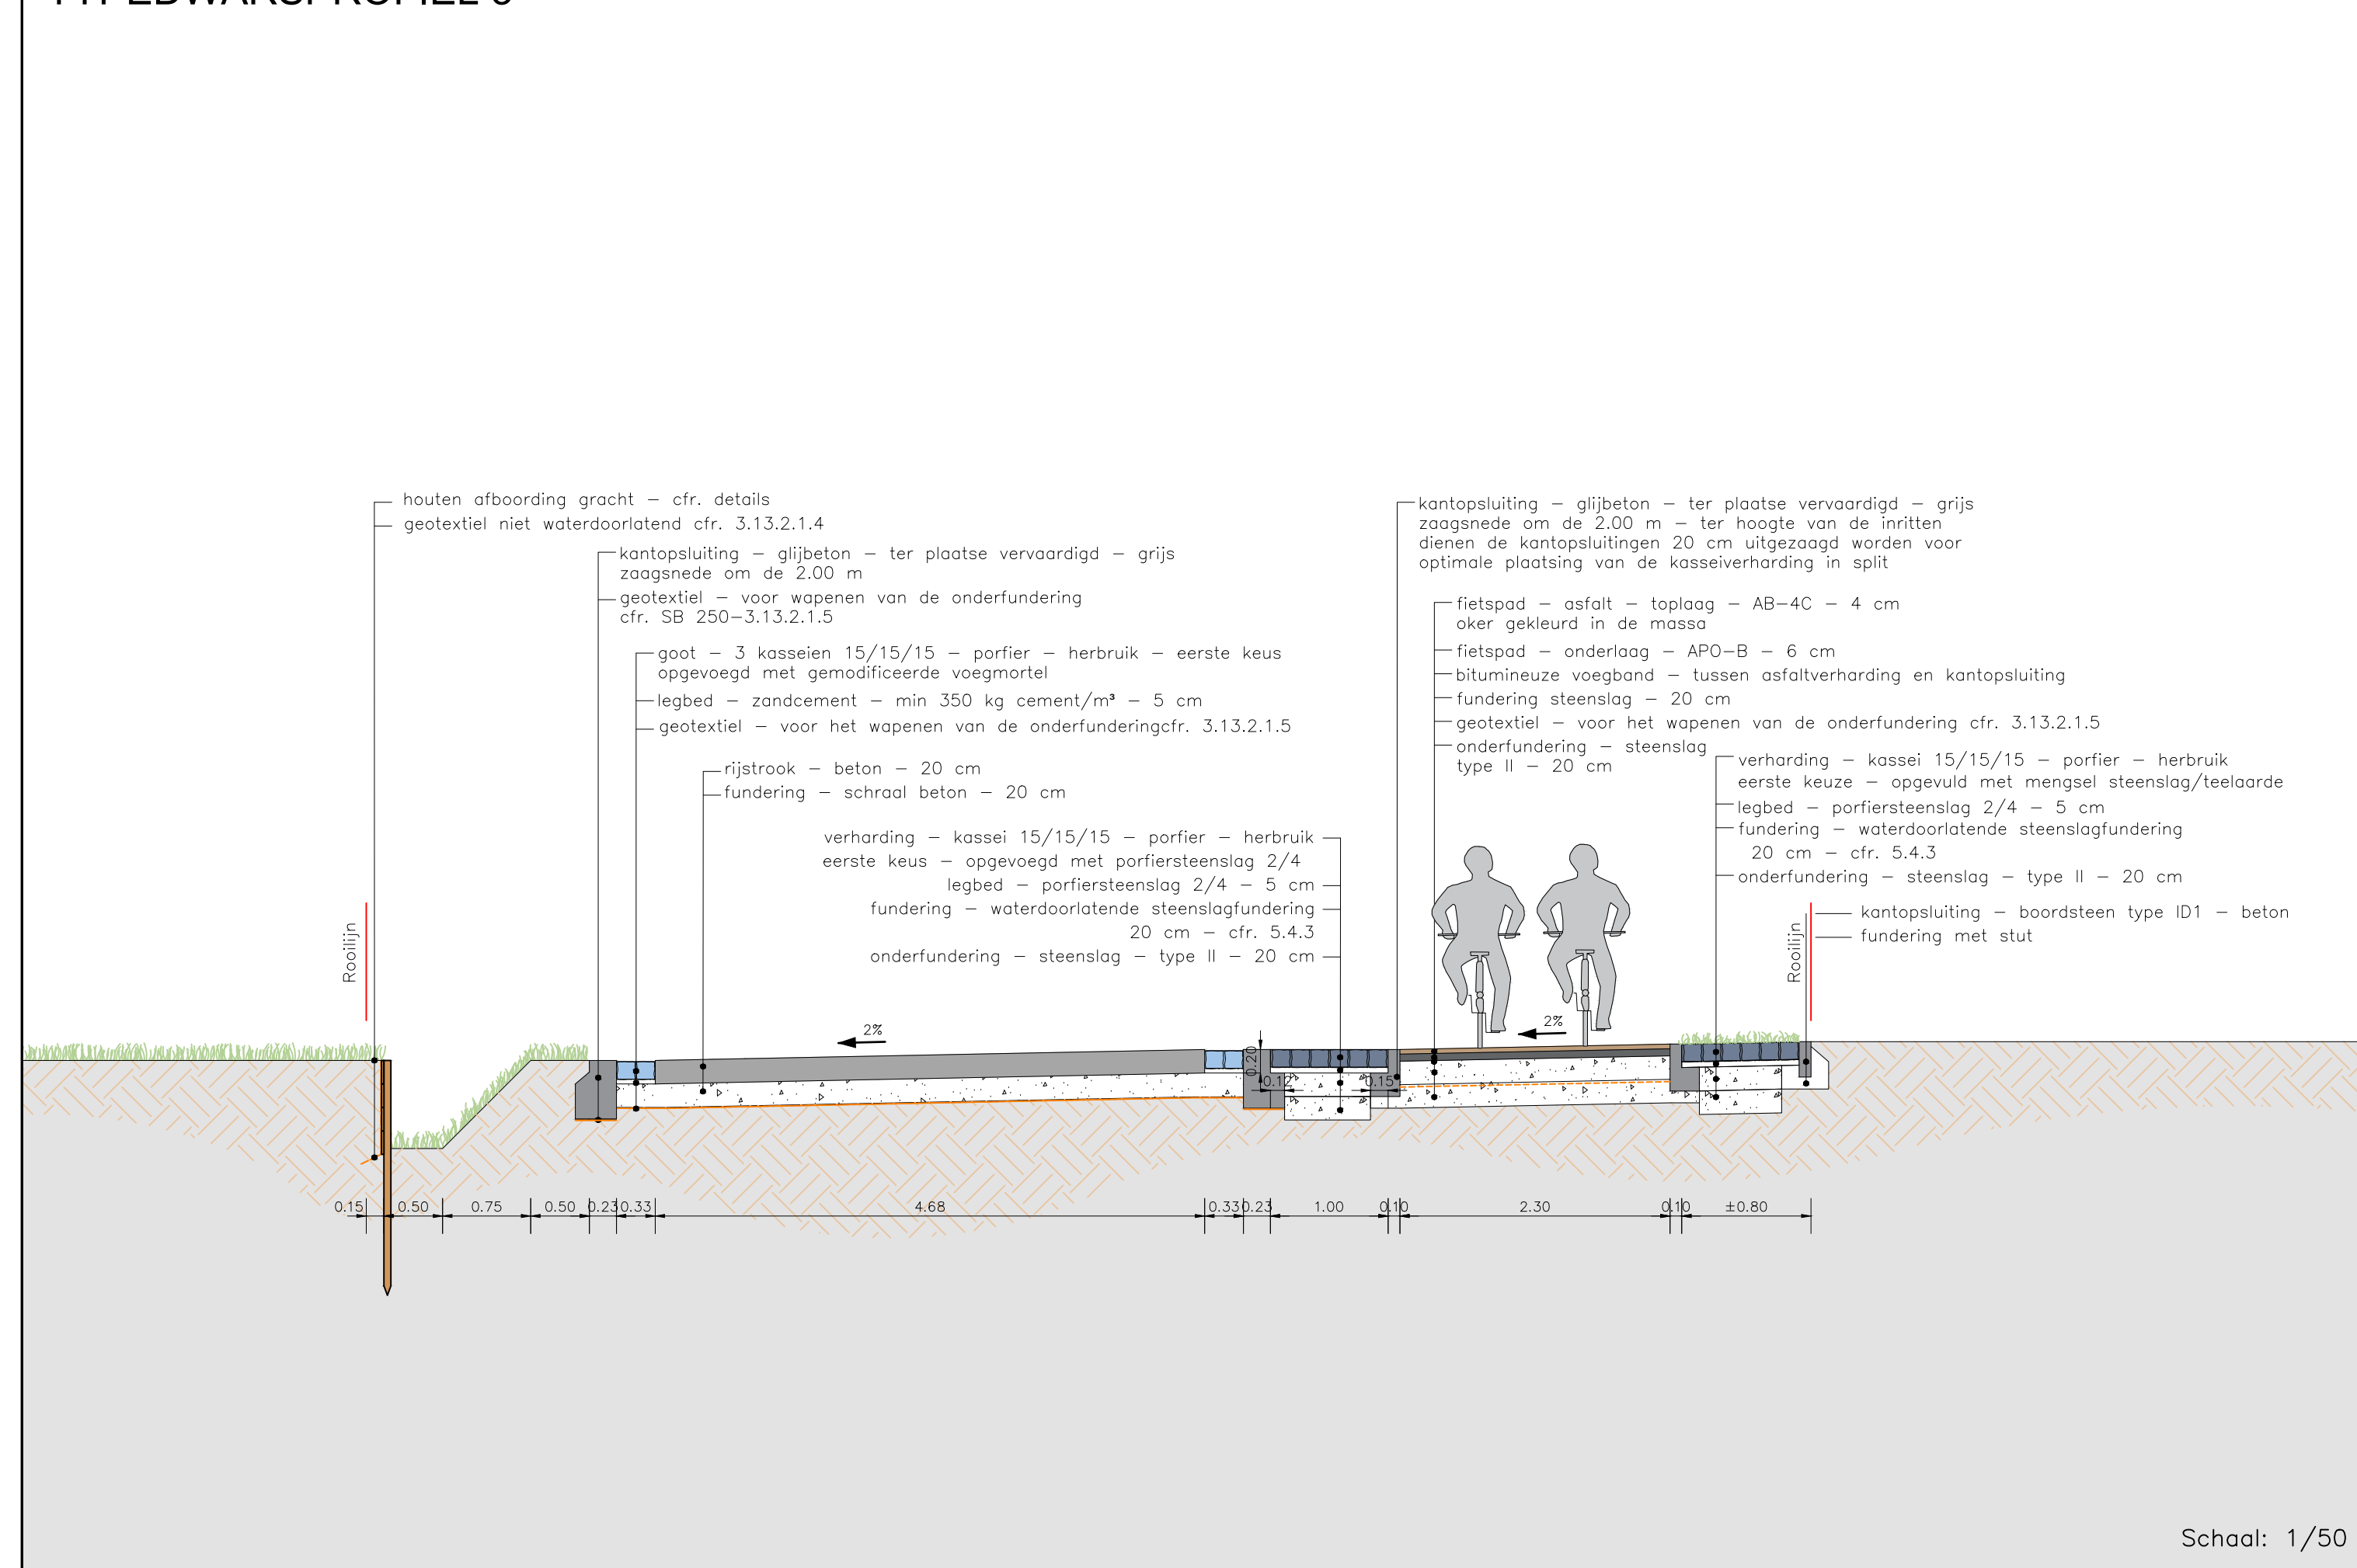 houten afboording gracht – cfr. details
geotextiel niet waterdoorlatend cfr. 3.13.2.1.4
kantopsluiting – glijbeton – ter plaatse vervaardigd – grijs
zaagsnede om de 2.00 m
geotextiel – voor wapenen van de onderfundering
cfr. SB 250–3.13.2.1.5
goot – 3 kasseien 15/15/15 – porfier – herbruik – eerste keus
opgevoegd met gemodificeerde voegmortel
legbed – zandcement – min 350 kg cement/m³ – 5 cm
geotextiel – voor het wapenen van de onderfunderingcfr. 3.13.2.1.5
rijstrook – beton – 20 cm
fundering – schraal beton – 20 cm
verharding – kassei 15/15/15 – porfier – herbruik
eerste keus – opgevoegd met porfiersteenslag 2/4
legbed – porfiersteenslag 2/4 – 5 cm
fundering – waterdoorlatende steenslagfundering
20 cm – cfr. 5.4.3
onderfundering – steenslag – type II – 20 cm
kantopsluiting – glijbeton – ter plaatse vervaardigd – grijs
zaagsnede om de 2.00 m – ter hoogte van de inritten
dienen de kantopsluitingen 20 cm uitgezaagd worden voor
optimale plaatsing van de kasseiverharding in split
fietspad – asfalt – toplaag – AB–4C – 4 cm
oker gekleurd in de massa
fietspad – onderlaag – APO–B – 6 cm
bitumineuze voegband – tussen asfaltverharding en kantopsluiting
fundering steenslag – 20 cm
geotextiel – voor het wapenen van de onderfundering cfr. 3.13.2.1.5
onderfundering – steenslag
type II – 20 cm
verharding – kassei 15/15/15 – porfier – herbruik
eerste keuze – opgevuld met mengsel steenslag/teelaarde
legbed – porfiersteenslag 2/4 – 5 cm
fundering – waterdoorlatende steenslagfundering
20 cm – cfr. 5.4.3
onderfundering – steenslag – type II – 20 cm
kantopsluiting – boordsteen type ID1 – beton
fundering met stut
Rooilijn
Rooilijn
2%
2%
0.20
0.12
0.15
0.15 0.50 0.75 0.50 0.23 0.33 4.68 0.33 0.23 1.00 0.10 2.30 0.10 ±0.80
Schaal: 1/50